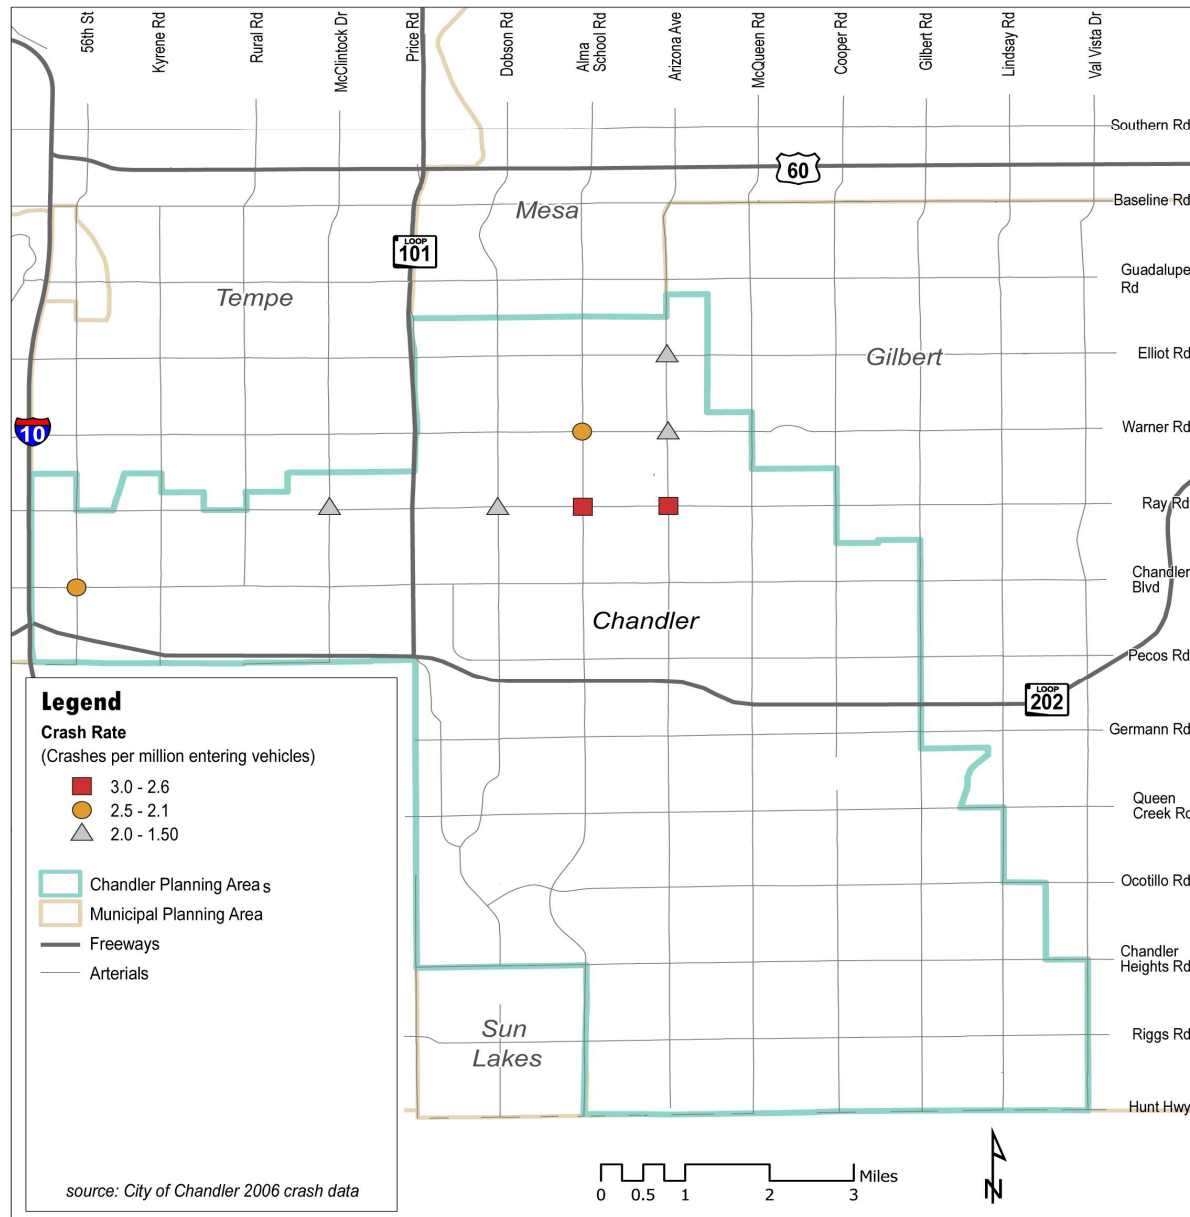 56th St
Kyrene Rd
Rural Rd
McClintock Dr
Price Rd
Dobson Rd
Alma
School Rd
Arizona Ave
McQueen Rd
Cooper Rd
Gilbert Rd
Lindsay Rd
Val Vista Dr
Southern Rd
60
Baseline Rd
Mesa
LOOP
101
Guadalupe
Rd
Tempe
Elliot Rd
Gilbert
Warner Rd
10
Ray Rd
Chandler
Blvd
Chandler
Pecos Rd
LOOP
202
Germann Rd
Queen
Creek Rd
Ocotillo Rd
Chandler
Heights Rd
Sun
Lakes
Riggs Rd
Hunt Hwy
Legend
Crash Rate
(Crashes per million entering vehicles)
3.0 - 2.6
2.5 - 2.1
2.0 - 1.50
Chandler Planning Area s
Municipal Planning Area
Freeways
Arterials
source: City of Chandler 2006 crash data
Miles
0 0.5 1 2 3
N